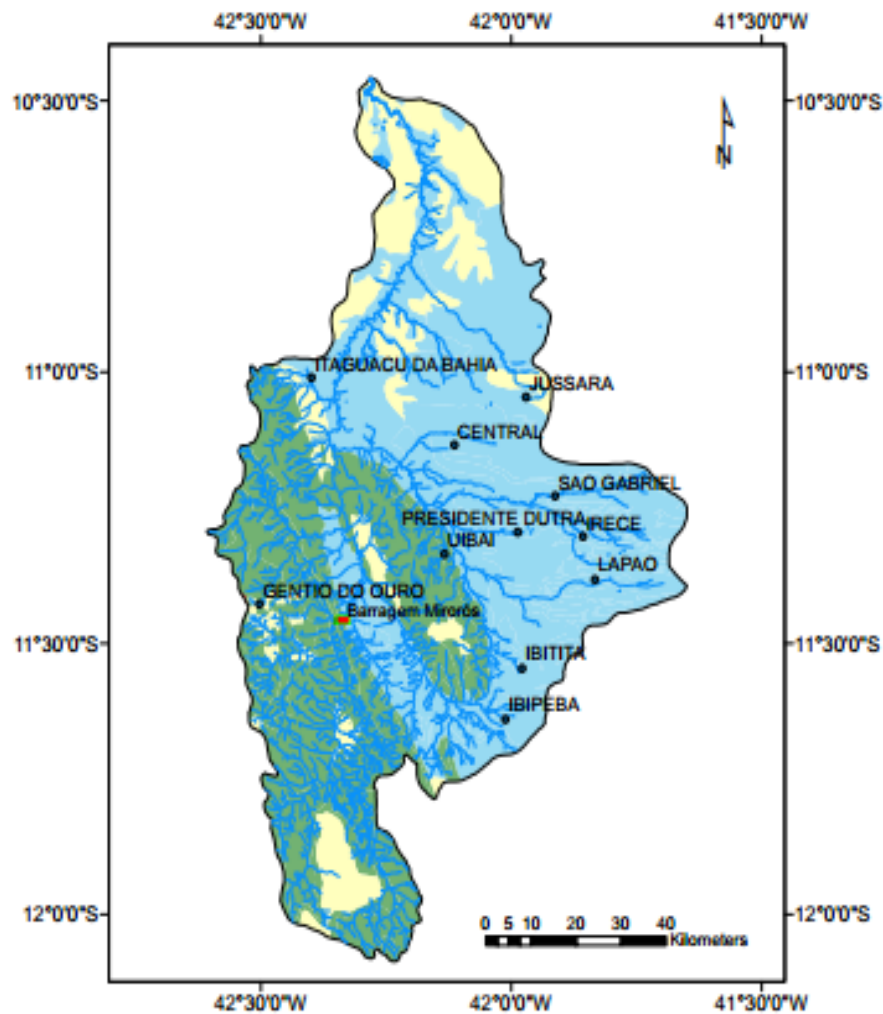 42°30'0"W 42°0'0"W 41°30'0"W
10°30'0"S 10°30'0"S
N
11°0'0"S 11°0'0"S
ITAGUACU DA BAHIA
JUSSARA
CENTRAL
SAO GABRIEL
PRESIDENTE DUTRA
IRECE
UIBAI
LAPAO
GENTIO DO OURO
Barragem Mirorós
11°30'0"S 11°30'0"S
IBITITA
IBIPEBA
12°0'0"S 12°0'0"S
0 5 10 20 30 40
Kilometers
42°30'0"W 42°0'0"W 41°30'0"W